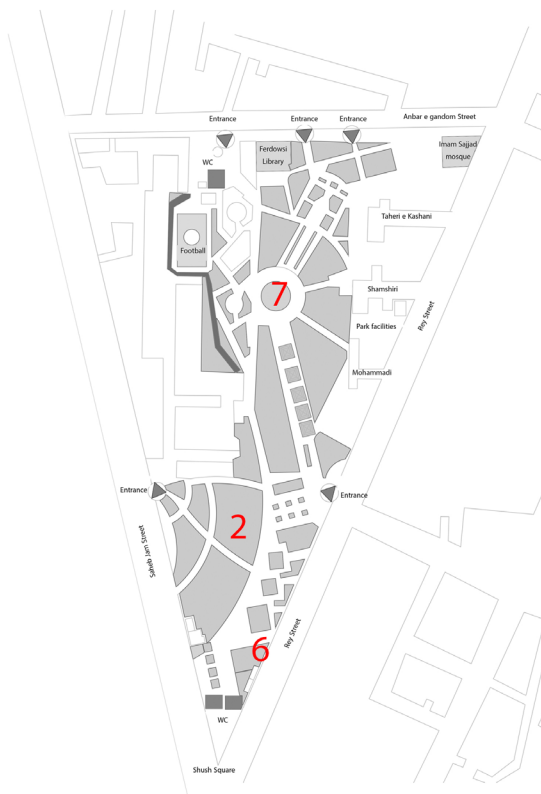 Anbar e gandom Street
Entrance
Entrance
Entrance
Ferdowsi
Library
Imam Sajjad
mosque
WC
Taheri e Kashani
Football
7
Shamshiri
Rey Street
Park facilities
Mohammadi
Entrance
Entrance
2
Saheb Jam Street
Rey Street
6
WC
Shush Square